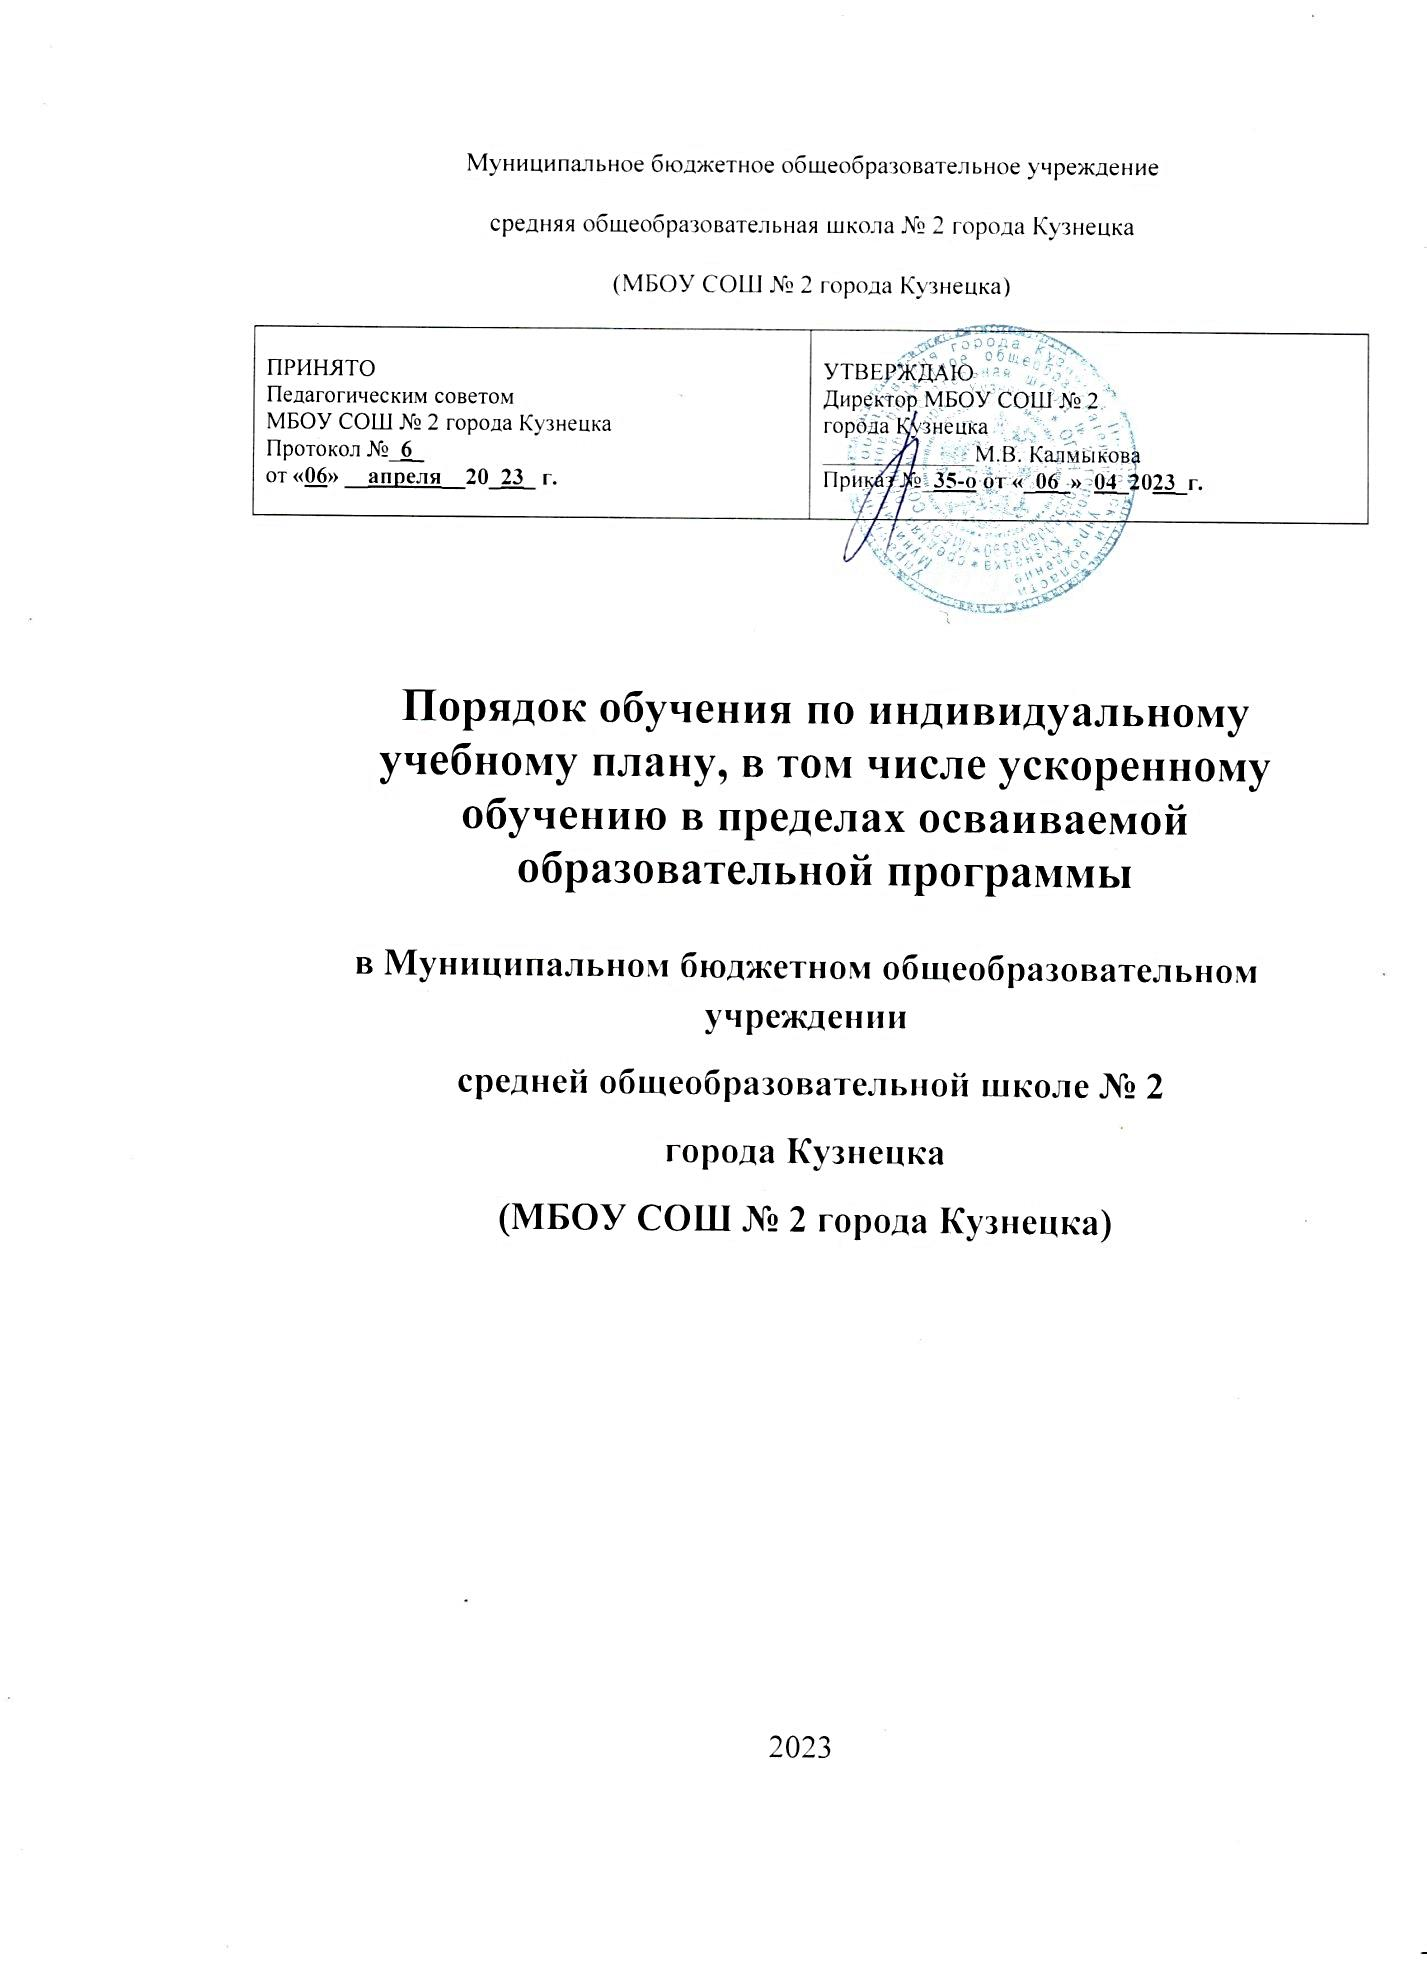 Муниципальное бюджетное общеобразовательное учреждение
средняя общеобразовательная школа № 2 города Кузнецка
(МБОУ СОШ № 2 города Кузнецка)
ПРИНЯТО
Педагогическим советом
МБОУ СОШ № 2 города Кузнецка
Протокол № 6
от «06» апреля 20 23 г.
УТВЕРЖДАЮ
Директор МБОУ СОШ № 2
города Кузнецка
____________М.В. Калмыкова
Приказ № 35-о от « 06 » 04 2023 г.
Порядок обучения по индивидуальному
учебному плану, в том числе ускоренному
обучению в пределах осваиваемой
образовательной программы
в Муниципальном бюджетном общеобразовательном
учреждении
средней общеобразовательной школе № 2
города Кузнецка
(МБОУ СОШ № 2 города Кузнецка)
2023